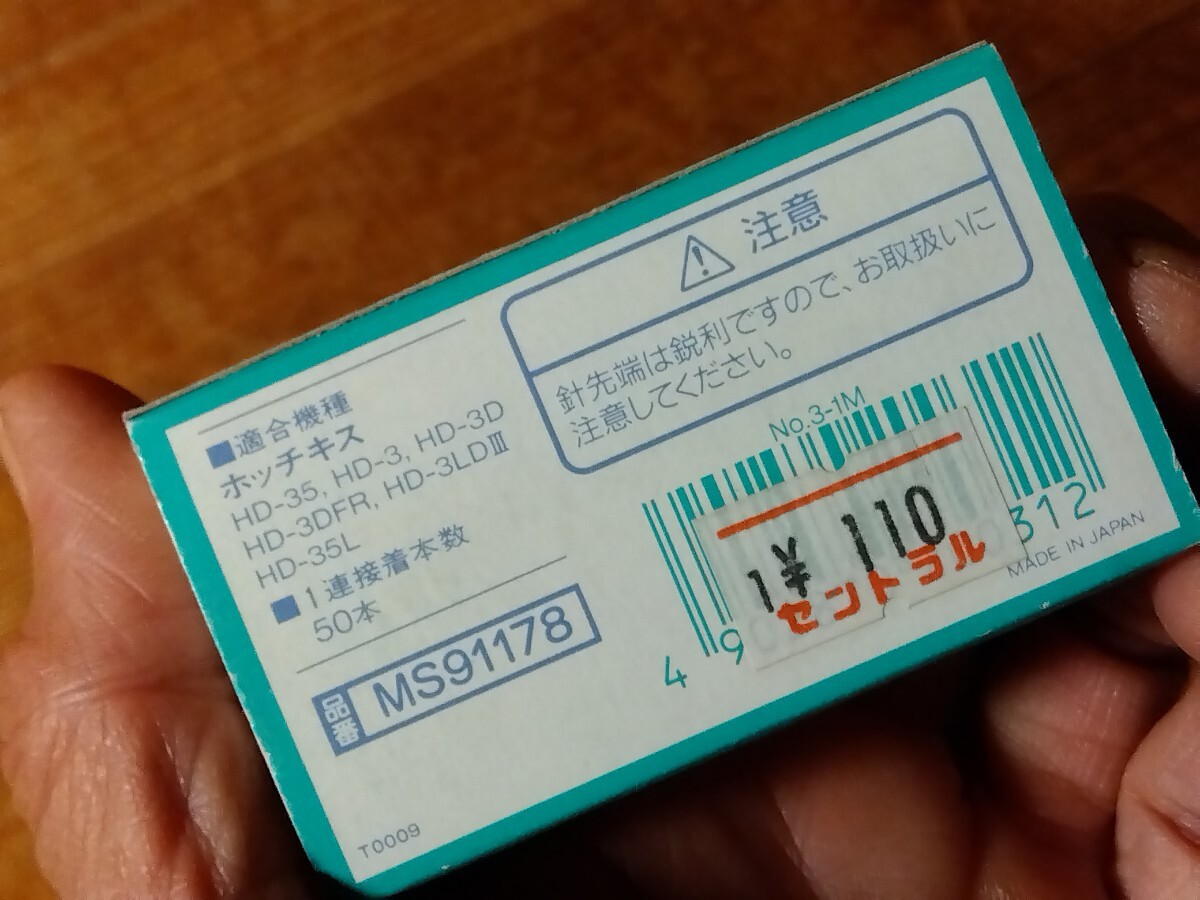 ■適合機種
ホッチキス
HD-35, HD-3, HD-3D
HD-3DFR, HD-3LDⅢ
HD-35L
■1連接着本数
50本
品番 MS91178
T0009
⚠ 注意
針先端は鋭利ですので、お取扱いに
注意してください。
No.3-1M
4 9
312
1¥ 110
セントラル
MADE IN JAPAN